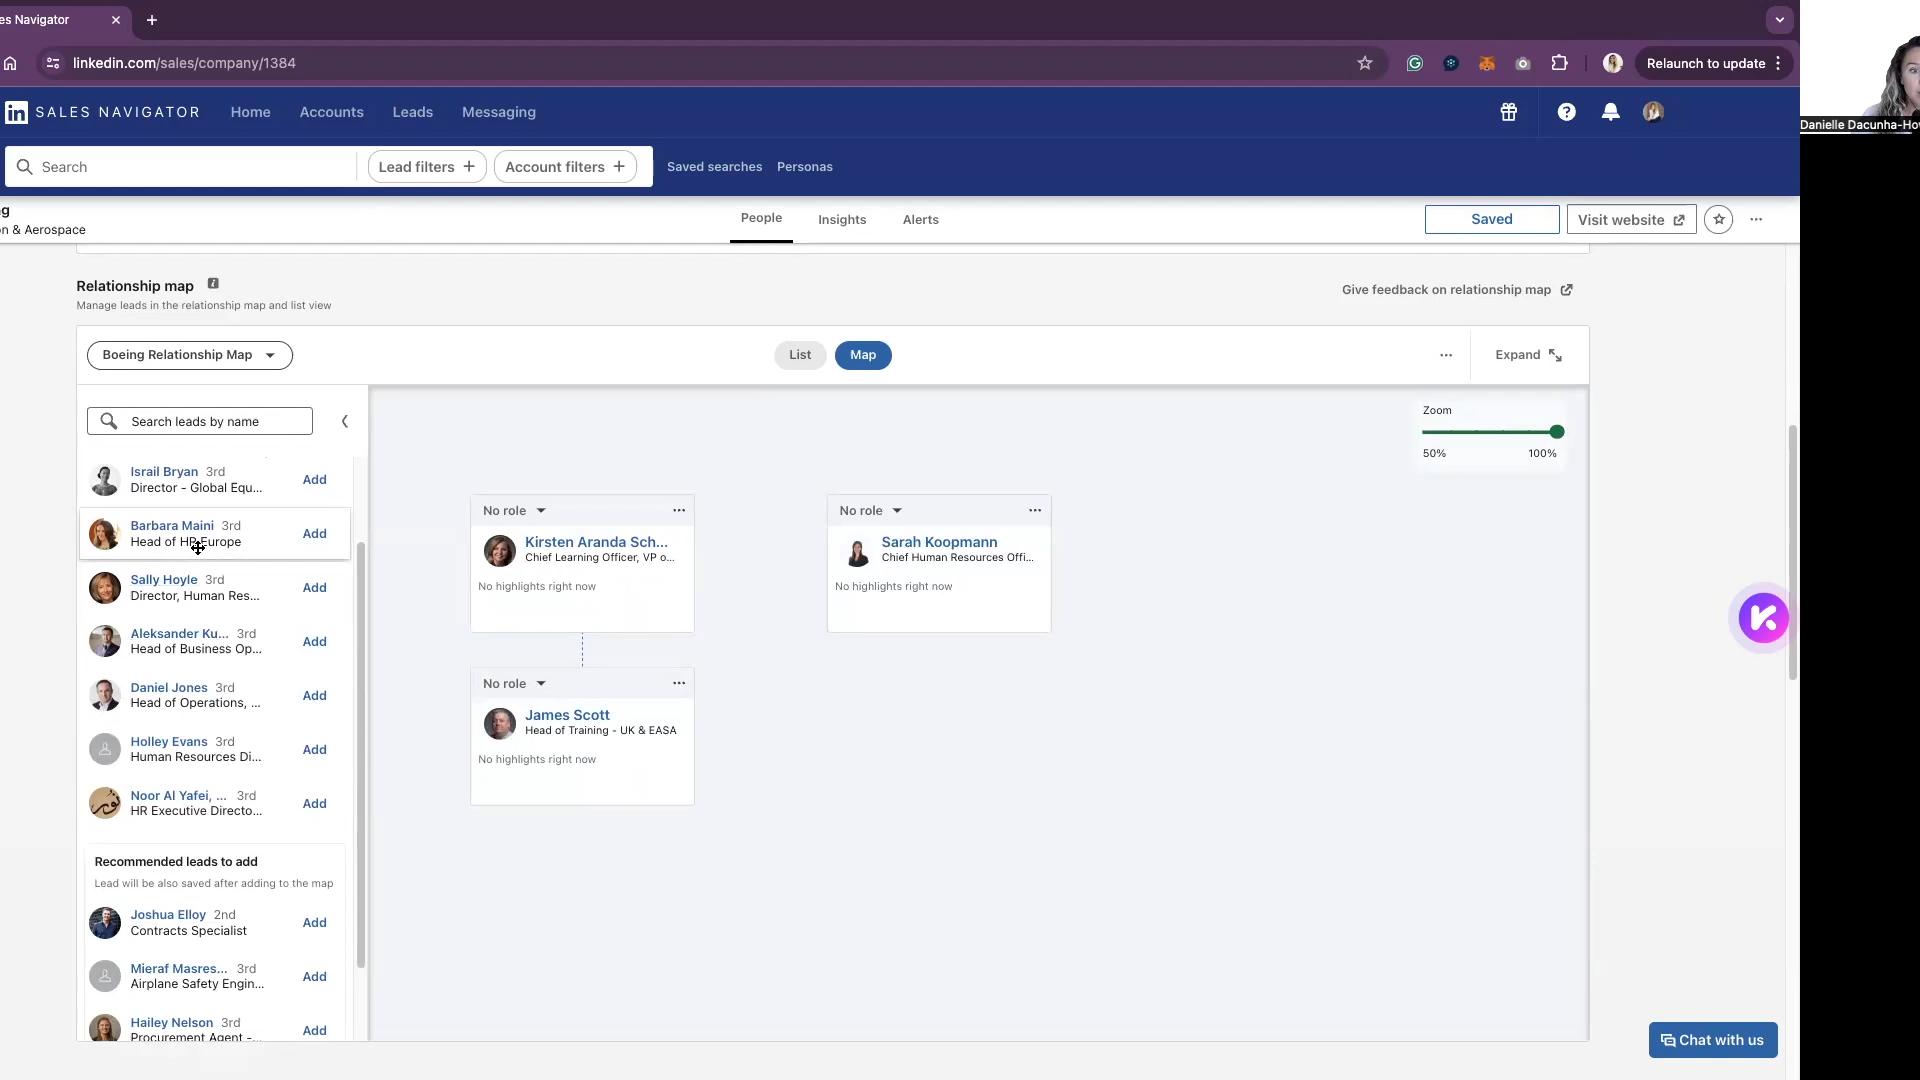 es Navigator
linkedin.com/sales/company/1384
Relaunch to update
in SALES NAVIGATOR
Home
Accounts
Leads
Messaging
Search
Lead filters +
Account filters +
Saved searches
Personas
Danielle Dacunha-Ho
g
n & Aerospace
People
Insights
Alerts
Saved
Visit website
Relationship map
Manage leads in the relationship map and list view
Give feedback on relationship map
Boeing Relationship Map
List
Map
Expand
Search leads by name
Zoom
50%
100%
Israil Bryan 3rd
Director - Global Equ...
Add
Barbara Maini 3rd
Head of HR Europe
Add
Sally Hoyle 3rd
Director, Human Res...
Add
Aleksander Ku... 3rd
Head of Business Op...
Add
Daniel Jones 3rd
Head of Operations, ...
Add
Holley Evans 3rd
Human Resources Di...
Add
Noor Al Yafei, ... 3rd
HR Executive Directo...
Add
Recommended leads to add
Lead will be also saved after adding to the map
Joshua Elloy 2nd
Contracts Specialist
Add
Mieraf Masres... 3rd
Airplane Safety Engin...
Add
Hailey Nelson 3rd
Procurement Agent -...
Add
No role
Kirsten Aranda Sch...
Chief Learning Officer, VP o...
No highlights right now
No role
Sarah Koopmann
Chief Human Resources Offi...
No highlights right now
No role
James Scott
Head of Training - UK & EASA
No highlights right now
Chat with us